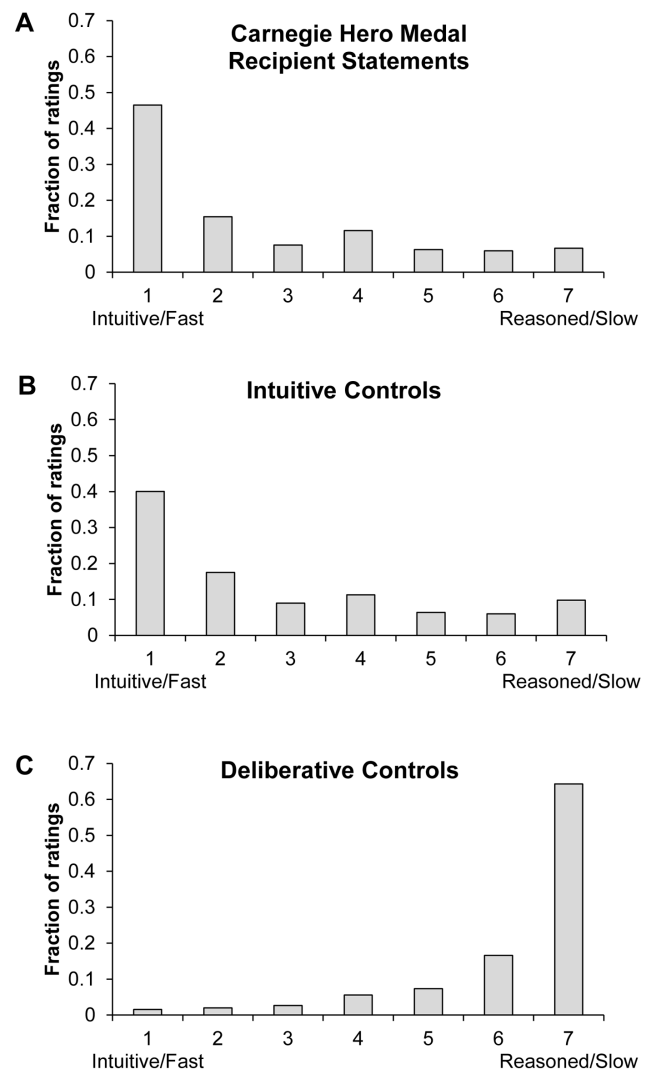 A
Carnegie Hero Medal
Recipient Statements
Fraction of ratings
0.7
0.6
0.5
0.4
0.3
0.2
0.1
0
1 2 3 4 5 6 7
Intuitive/Fast Reasoned/Slow
B
Intuitive Controls
Fraction of ratings
0.7
0.6
0.5
0.4
0.3
0.2
0.1
0
1 2 3 4 5 6 7
Intuitive/Fast Reasoned/Slow
C
Deliberative Controls
Fraction of ratings
0.7
0.6
0.5
0.4
0.3
0.2
0.1
0
1 2 3 4 5 6 7
Intuitive/Fast Reasoned/Slow